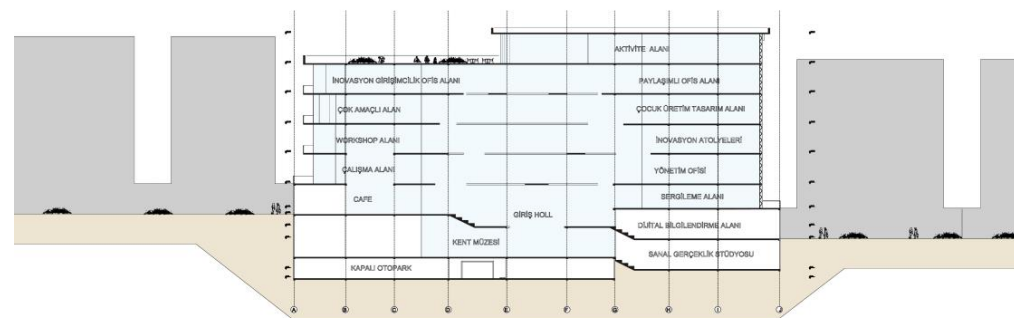 AKTİVİTE ALANI
İNOVASYON GİRİŞİMCİLİK OFİS ALANI
PAYLAŞIMLI OFİS ALANI
ÇOK AMAÇLI ALAN
ÇOCUK ÜRETİM TASARIM ALANI
WORKSHOP ALANI
İNOVASYON ATOLYELERİ
ÇALIŞMA ALANI
YÖNETİM OFİSİ
CAFE
SERGİLEME ALANI
GİRİŞ HOLL
DİJİTAL BİLGİLENDİRME ALANI
KENT MÜZESİ
SANAL GERÇEKLİK STÜDYOSU
KAPALI OTOPARK
A B C D E F G H I J